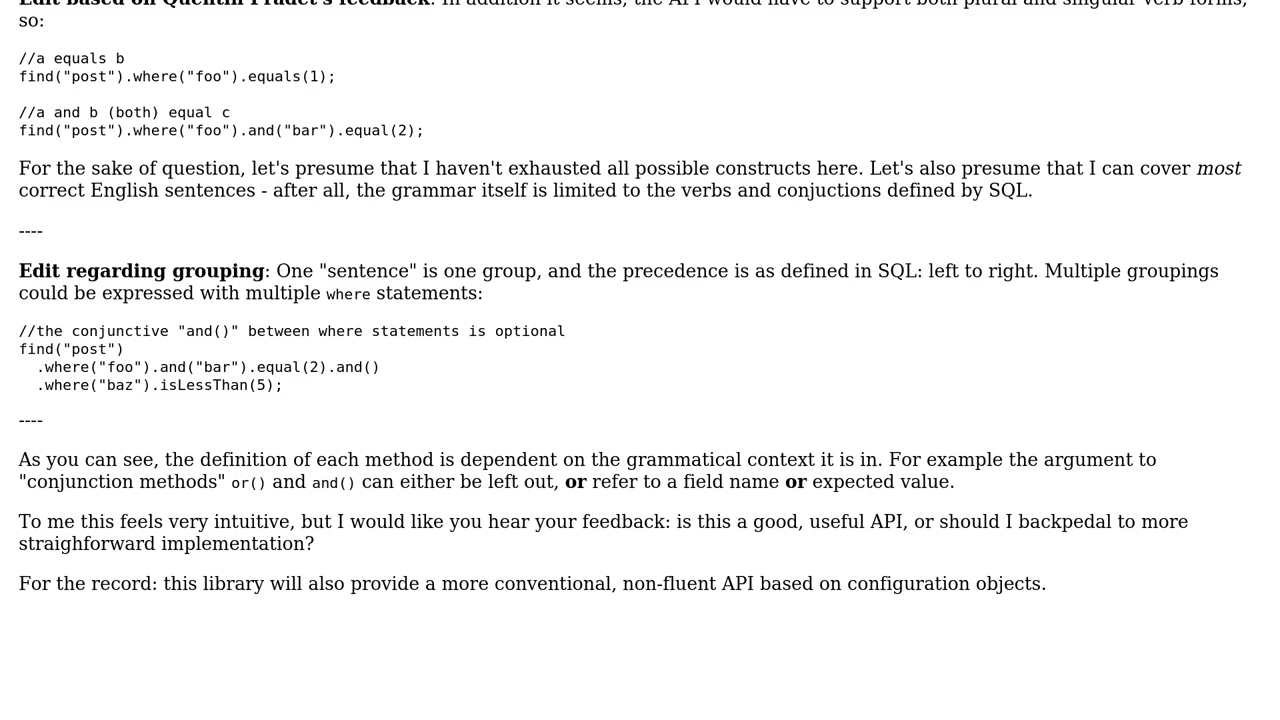 Edit based on Quentin Pradet's feedback: In addition it seems, the API would have to support both plural and singular verb forms,
so:
//a equals b
find("post").where("foo").equals(1);
//a and b (both) equal c
find("post").where("foo").and("bar").equal(2);
For the sake of question, let's presume that I haven't exhausted all possible constructs here. Let's also presume that I can cover most
correct English sentences - after all, the grammar itself is limited to the verbs and conjuctions defined by SQL.
----
Edit regarding grouping: One "sentence" is one group, and the precedence is as defined in SQL: left to right. Multiple groupings
could be expressed with multiple where statements:
//the conjunctive "and()" between where statements is optional
find("post")
  .where("foo").and("bar").equal(2).and()
  .where("baz").isLessThan(5);
----
As you can see, the definition of each method is dependent on the grammatical context it is in. For example the argument to
"conjunction methods" or() and and() can either be left out, or refer to a field name or expected value.
To me this feels very intuitive, but I would like you hear your feedback: is this a good, useful API, or should I backpedal to more
straighforward implementation?
For the record: this library will also provide a more conventional, non-fluent API based on configuration objects.